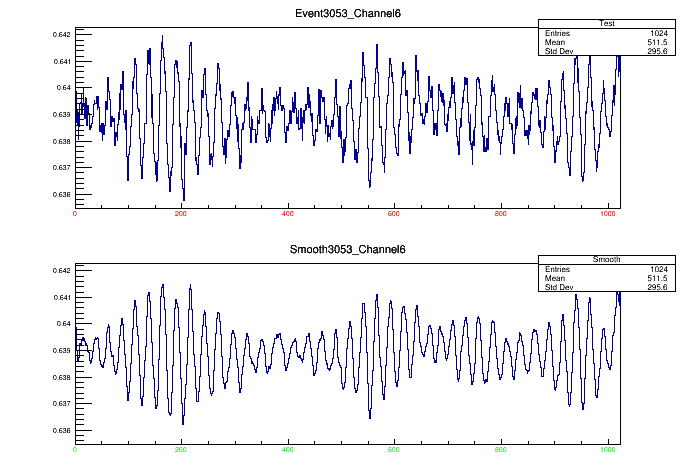 Event3053_Channel6
Test
Entries 1024
Mean 511.5
Std Dev 295.6
0.642
0.641
0.64
0.639
0.638
0.637
0.636
0 200 400 600 800 1000
Smooth3053_Channel6
Smooth
Entries 1024
Mean 511.5
Std Dev 295.6
0.642
0.641
0.64
0.639
0.638
0.637
0.636
0 200 400 600 800 1000